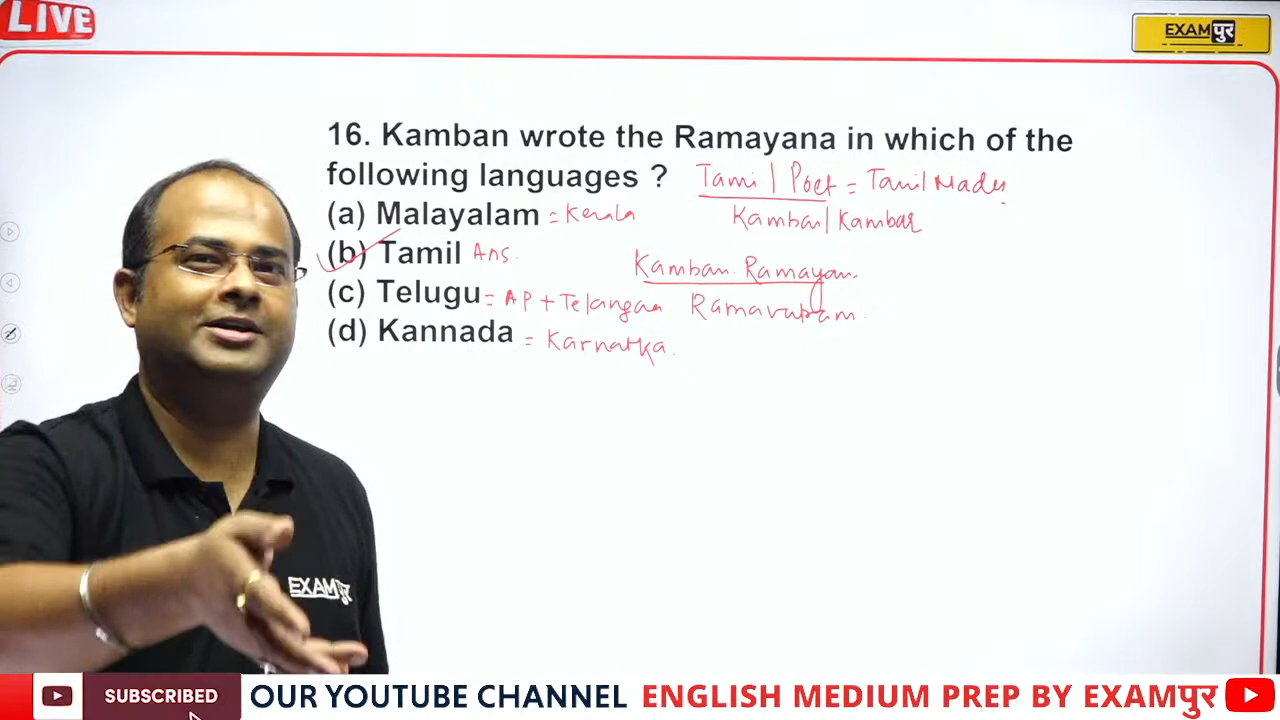 LIVE
EXAMपुर
16. Kamban wrote the Ramayana in which of the
following languages ? Tamil Poet = Tamil Nadu
(a) Malayalam = Kerala Kamban/Kambar
(b) Tamil Ans. Kamban Ramayan.
(c) Telugu = AP + Telangana Ramavataram.
(d) Kannada = Karnatka.
EXAMपुर
SUBSCRIBED OUR YOUTUBE CHANNEL ENGLISH MEDIUM PREP BY EXAMपुर